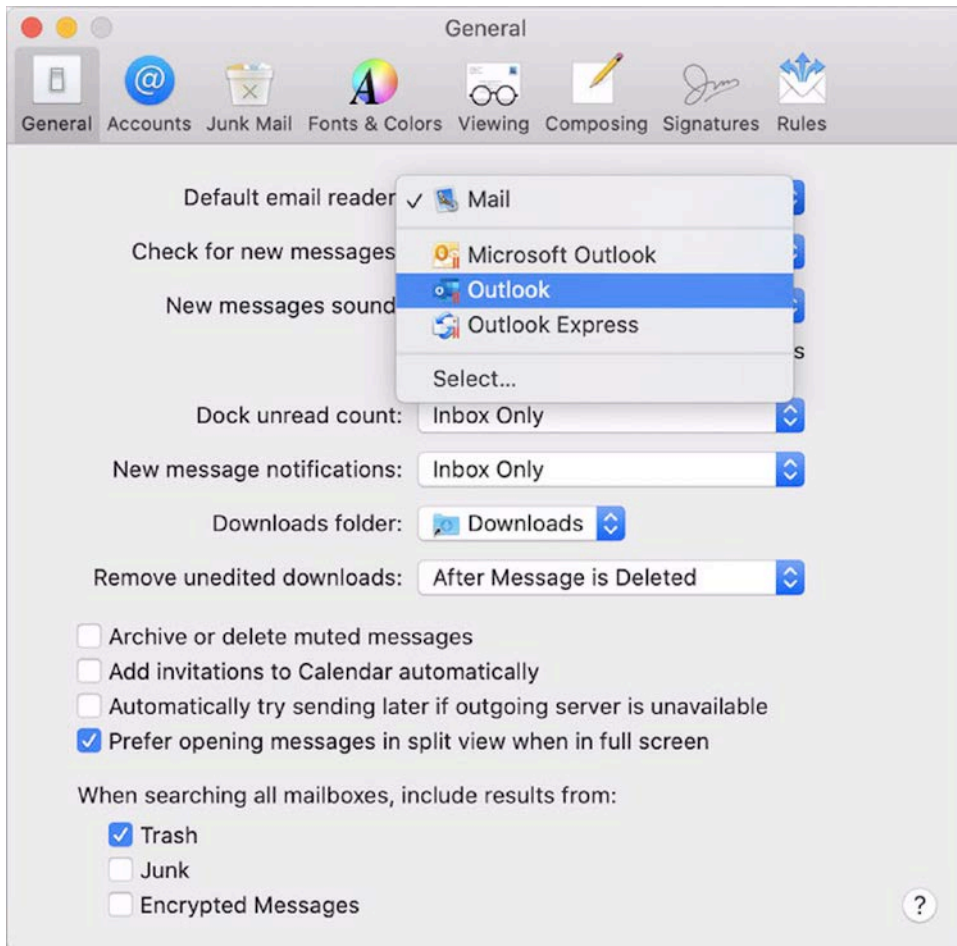 General
General Accounts Junk Mail Fonts & Colors Viewing Composing Signatures Rules
Default email reader ✓ Mail
Check for new messages Microsoft Outlook
Outlook
New messages sound Outlook Express
s
Select...
Dock unread count: Inbox Only
New message notifications: Inbox Only
Downloads folder: Downloads
Remove unedited downloads: After Message is Deleted
Archive or delete muted messages
Add invitations to Calendar automatically
Automatically try sending later if outgoing server is unavailable
Prefer opening messages in split view when in full screen
When searching all mailboxes, include results from:
Trash
Junk
Encrypted Messages
?